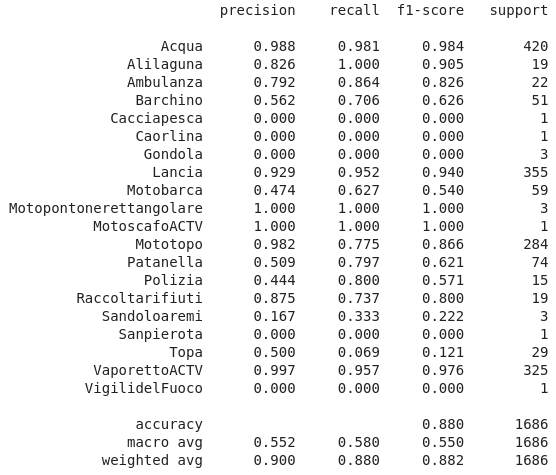 precision recall f1-score support
Acqua 0.988 0.981 0.984 420
Alilaguna 0.826 1.000 0.905 19
Ambulanza 0.792 0.864 0.826 22
Barchino 0.562 0.706 0.626 51
Cacciapesca 0.000 0.000 0.000 1
Caorlina 0.000 0.000 0.000 1
Gondola 0.000 0.000 0.000 3
Lancia 0.929 0.952 0.940 355
Motobarca 0.474 0.627 0.540 59
Motopontonerettangolare 1.000 1.000 1.000 3
MotoscafoACTV 1.000 1.000 1.000 1
Mototopo 0.982 0.775 0.866 284
Patanella 0.509 0.797 0.621 74
Polizia 0.444 0.800 0.571 15
Raccoltarifiuti 0.875 0.737 0.800 19
Sandoloaremi 0.167 0.333 0.222 3
Sanpierota 0.000 0.000 0.000 1
Topa 0.500 0.069 0.121 29
VaporettoACTV 0.997 0.957 0.976 325
VigilidelFuoco 0.000 0.000 0.000 1
accuracy 0.880 1686
macro avg 0.552 0.580 0.550 1686
weighted avg 0.900 0.880 0.882 1686